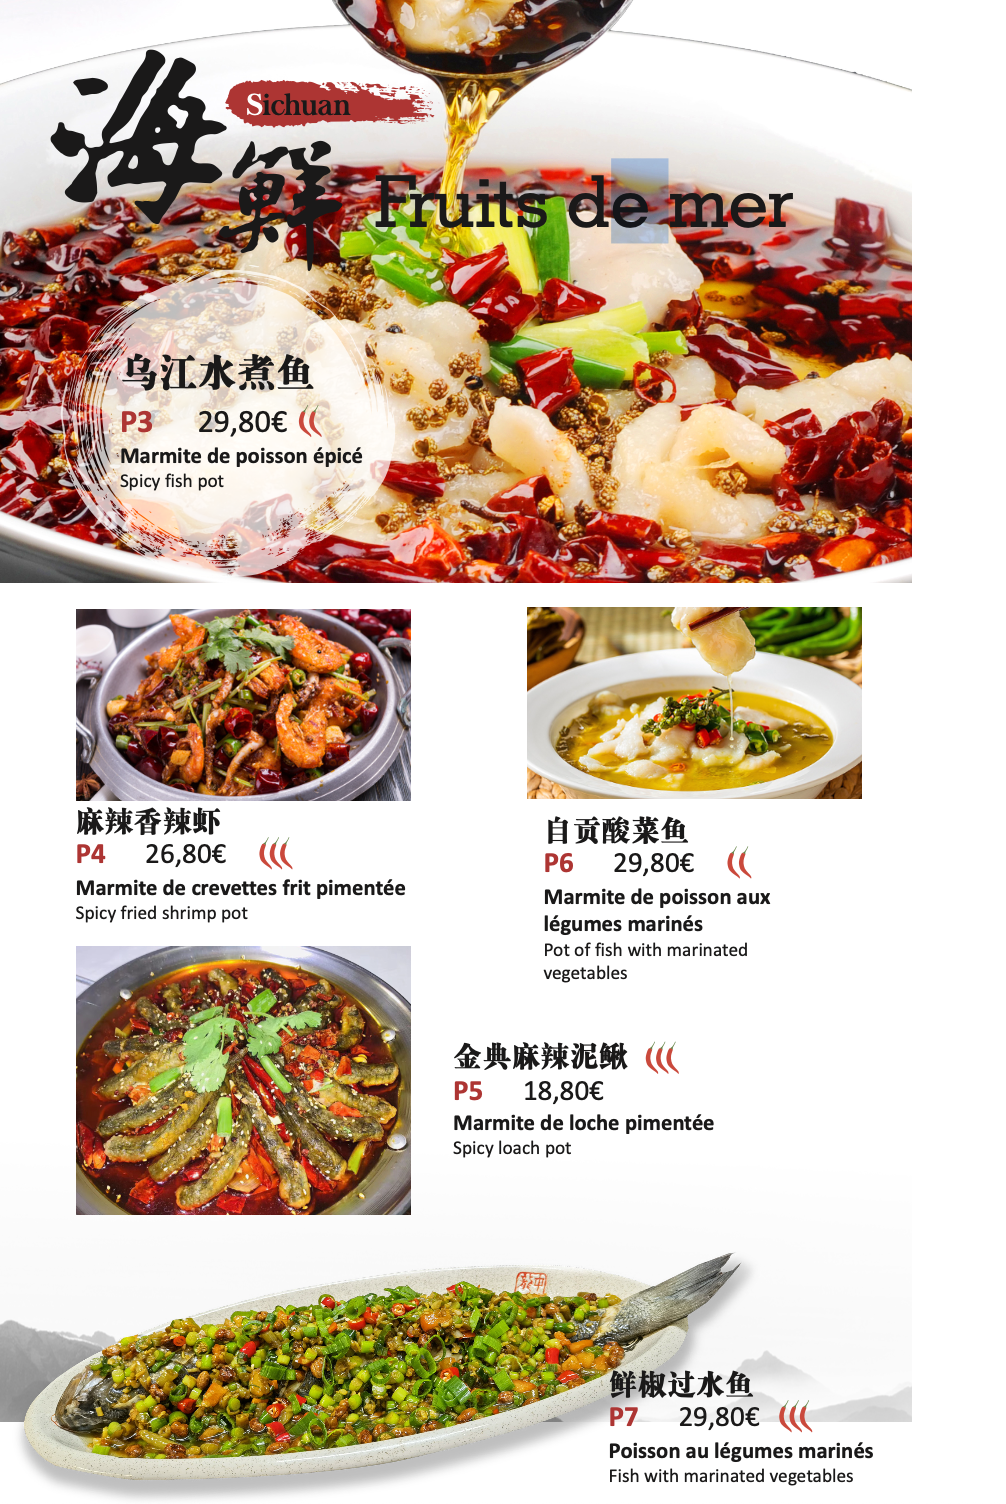 海鲜
Sichuan
Fruits de mer
乌江水煮鱼
P3 29,80€
Marmite de poisson épicé
Spicy fish pot
麻辣香辣虾
P4 26,80€
Marmite de crevettes frit pimentée
Spicy fried shrimp pot
自贡酸菜鱼
P6 29,80€
Marmite de poisson aux
légumes marinés
Pot of fish with marinated
vegetables
金典麻辣泥鳅
P5 18,80€
Marmite de loche pimentée
Spicy loach pot
鲜椒过水鱼
P7 29,80€
Poisson au légumes marinés
Fish with marinated vegetables